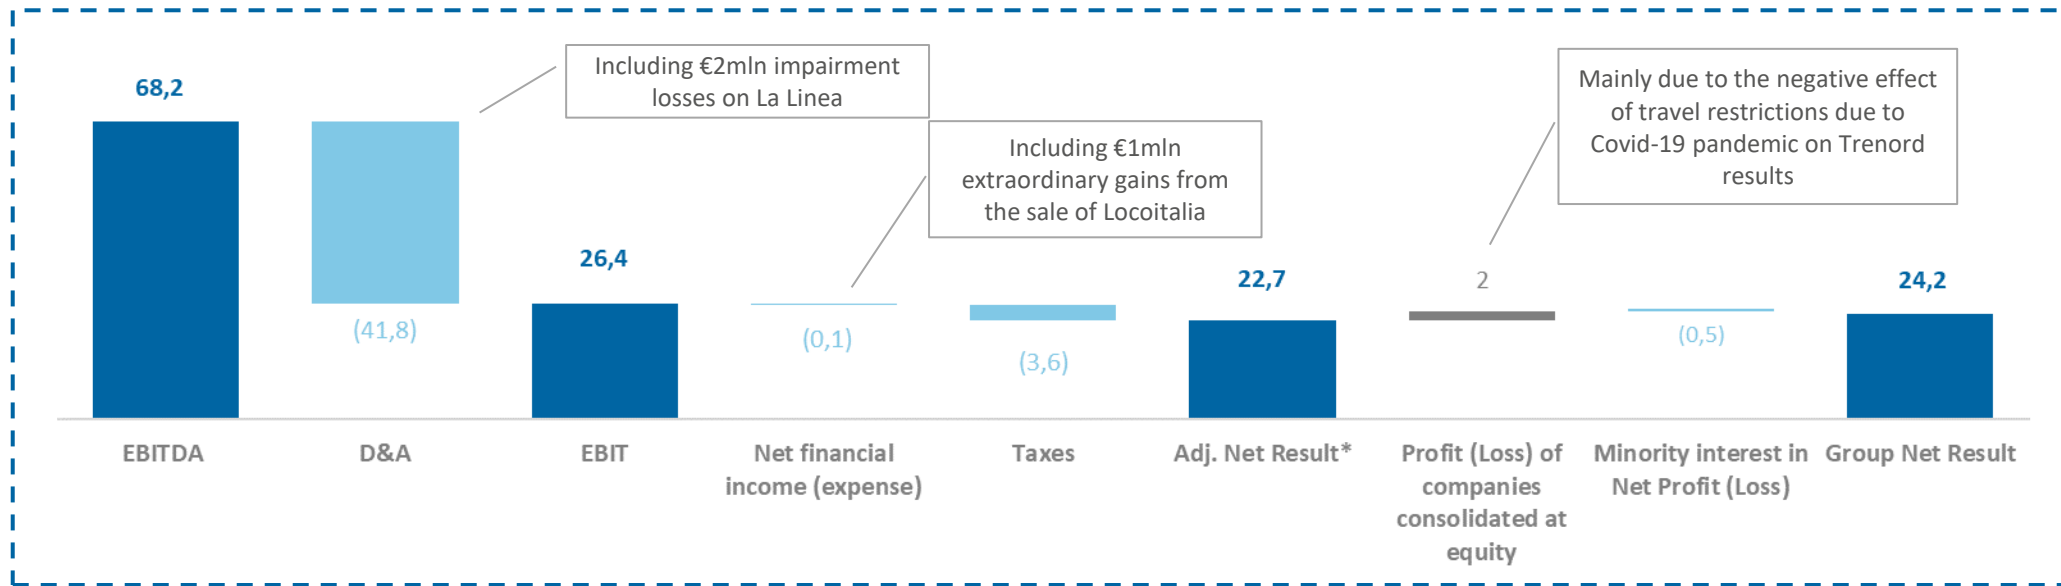 Including €2mln impairment
losses on La Linea
Including €1mln
extraordinary gains from
the sale of Locoitalia
Mainly due to the negative effect
of travel restrictions due to
Covid-19 pandemic on Trenord
results
68,2
(41,8)
26,4
(0,1)
(3,6)
22,7
2
(0,5)
24,2
EBITDA
D&A
EBIT
Net financial
income (expense)
Taxes
Adj. Net Result*
Profit (Loss) of
companies
consolidated at
equity
Minority interest in
Net Profit (Loss)
Group Net Result